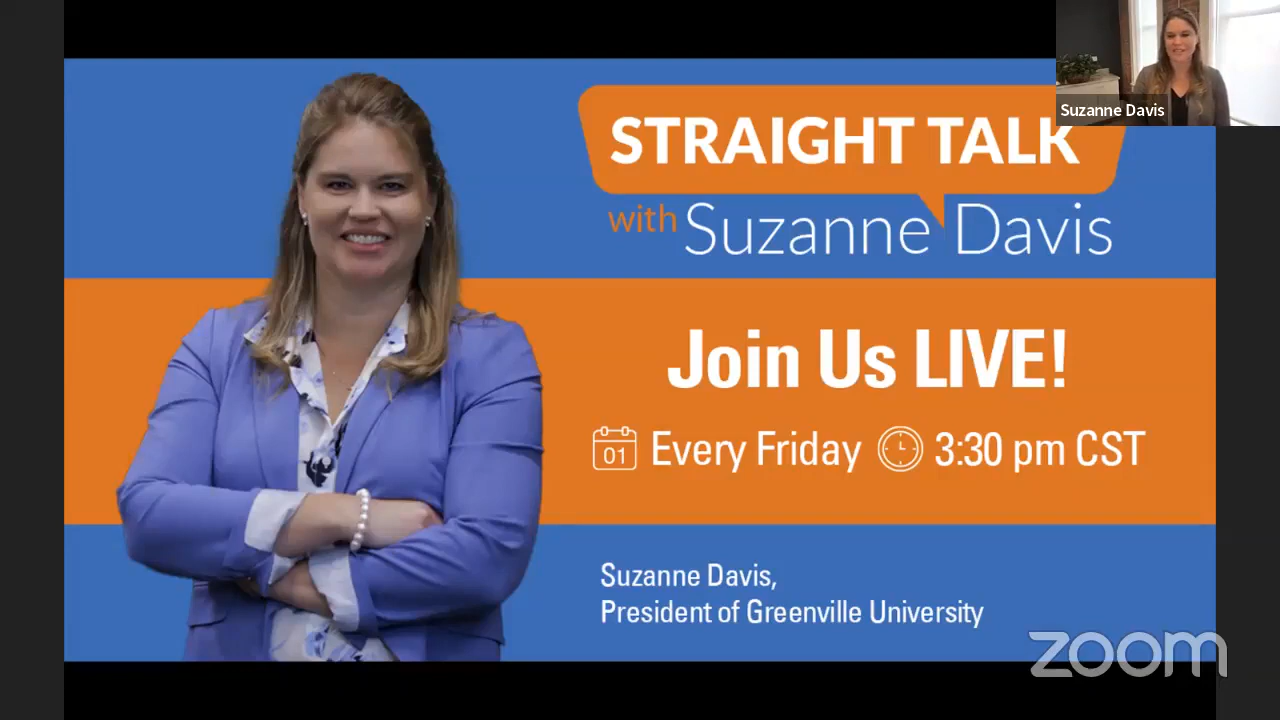 Suzanne Davis
STRAIGHT TALK
with Suzanne Davis
Join Us LIVE!
01 Every Friday 3:30 pm CST
Suzanne Davis,
President of Greenville University
zoom